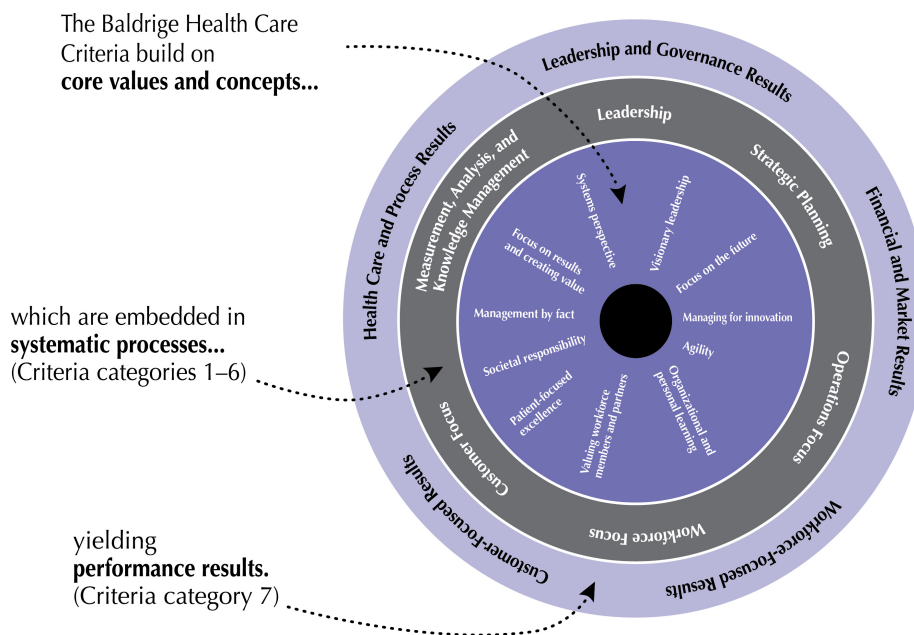 The Baldrige Health Care
Criteria build on
core values and concepts...
which are embedded in
systematic processes...
(Criteria categories 1–6)
yielding
performance results.
(Criteria category 7)
Leadership and Governance Results
Financial and Market Results
Workforce-Focused Results
Customer-Focused Results
Health Care and Process Results
Leadership
Strategic Planning
Operations Focus
Workforce Focus
Customer Focus
Measurement, Analysis, and
Knowledge Management
Systems perspective
Visionary leadership
Focus on the future
Managing for innovation
Agility
Organizational and
personal learning
Valuing workforce
members and partners
Patient-focused
excellence
Societal responsibility
Management by fact
Focus on results
and creating value